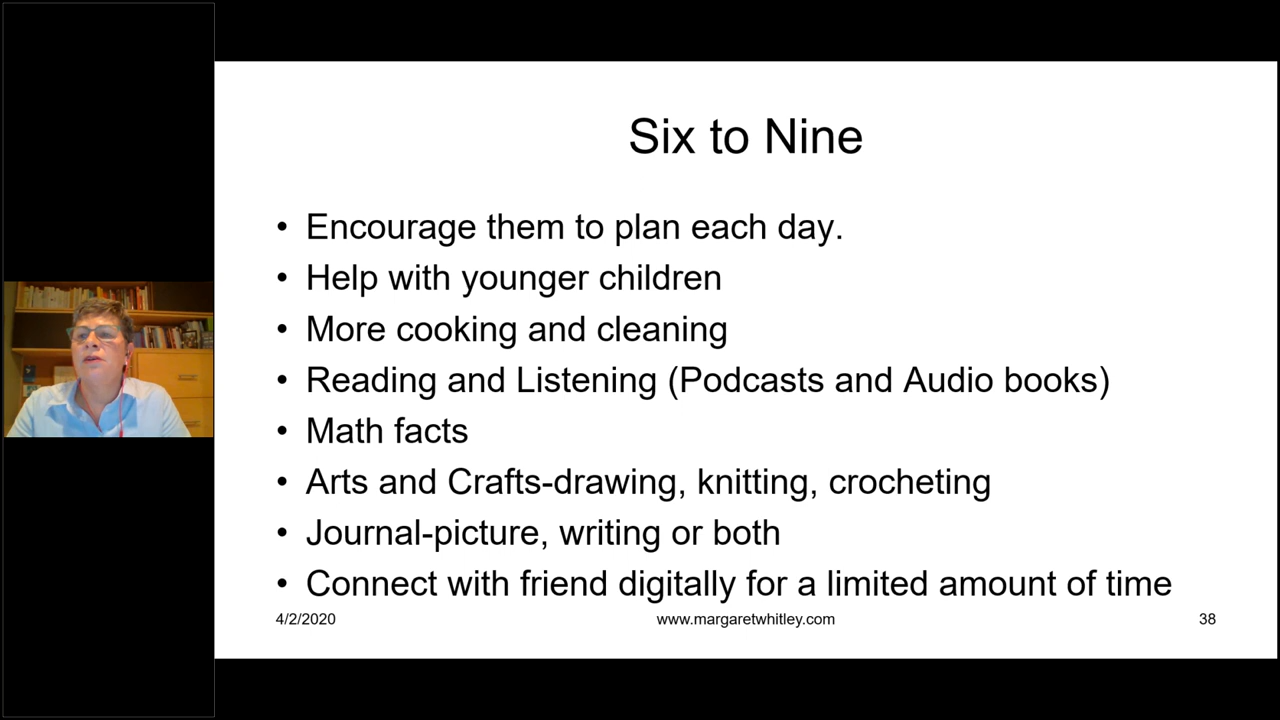 Six to Nine
• Encourage them to plan each day.
• Help with younger children
• More cooking and cleaning
• Reading and Listening (Podcasts and Audio books)
• Math facts
• Arts and Crafts-drawing, knitting, crocheting
• Journal-picture, writing or both
• Connect with friend digitally for a limited amount of time
4/2/2020 www.margaretwhitley.com 38